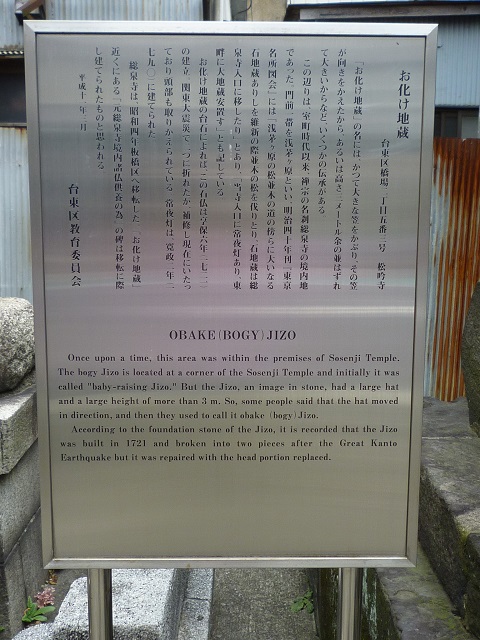 お化け地蔵
台東区橋場二丁目五番三号 松吟寺
「お化け地蔵」の名には、かつて大きな笠をかぶり、その笠
が向きをかえたから、あるいは高さ三メートル余の並はずれ
て大きいからなど、いくつかの伝承がある。
この辺りは、室町時代以来、禅宗の名刹総泉寺の境内地
であった。門前一帯を浅茅ヶ原といい、明治四十年刊『東京
名所図会』には「浅茅ヶ原の松並木の道の傍らに大いなる
石地蔵ありしを維新の際並木の松を伐りとり、石地蔵は総
泉寺入口に移したり」とあり、「当寺入口に常夜灯あり、東
畔に大地蔵安置す」とも記している。
お化け地蔵の台石によれば、この石仏は享保六年(一七二一)
の建立。関東大震災で二つに折れたが、補修し現在にいたっ
ており頭部も取りかえられている。常夜灯は、寛政二年(一
七九〇)に建てられた。
総泉寺は、昭和四年板橋区へ移転した。「お化け地蔵」
近くにある「元総泉寺境内諸仏供養の為」の碑は移転に際
し建てられたものと思われる。
平成十一年三月
台東区教育委員会
OBAKE(BOGY)JIZO
Once upon a time, this area was within the premises of Sosenji Temple.
The bogy Jizo is located at a corner of the Sosenji Temple and initially it was
called "baby-raising Jizo." But the Jizo, an image in stone, had a large hat
and a large height of more than 3 m. So, some people said that the hat moved
in direction, and then they used to call it obake (bogy) Jizo.
According to the foundation stone of the Jizo, it is recorded that the Jizo
was built in 1721 and broken into two pieces after the Great Kanto
Earthquake but it was repaired with the head portion replaced.